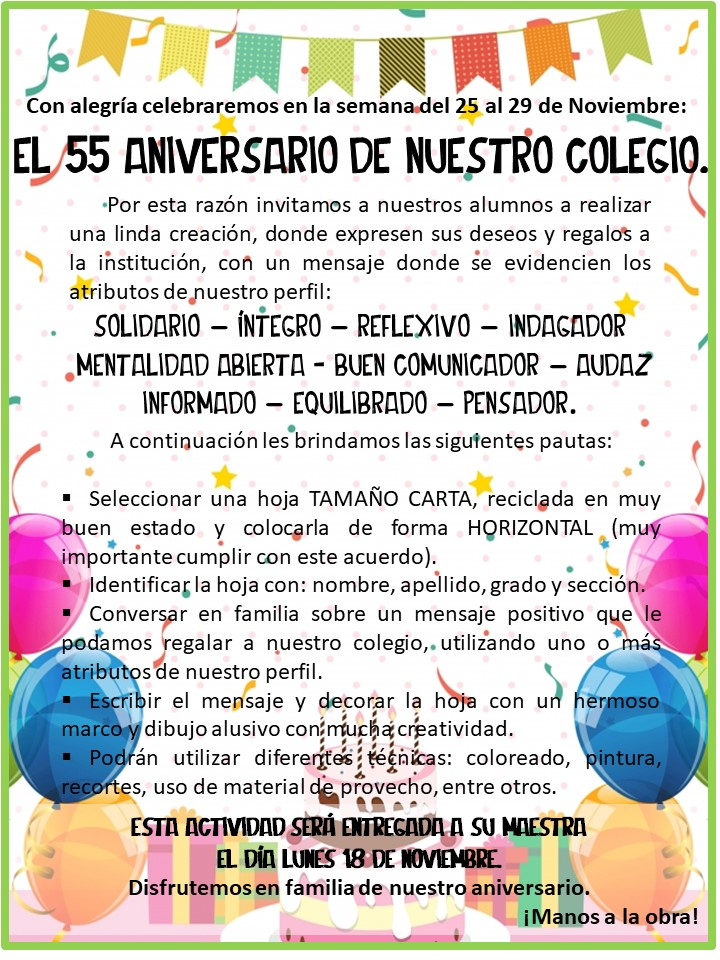 Con alegría celebraremos en la semana del 25 al 29 de Noviembre:
EL 55 ANIVERSARIO DE NUESTRO COLEGIO.
Por esta razón invitamos a nuestros alumnos a realizar
una linda creación, donde expresen sus deseos y regalos a
la institución, con un mensaje donde se evidencien los
atributos de nuestro perfil:
SOLIDARIO – ÍNTEGRO – REFLEXIVO – INDAGADOR
MENTALIDAD ABIERTA - BUEN COMUNICADOR – AUDAZ
INFORMADO – EQUILIBRADO – PENSADOR.
A continuación les brindamos las siguientes pautas:
▪ Seleccionar una hoja TAMAÑO CARTA, reciclada en muy
buen estado y colocarla de forma HORIZONTAL (muy
importante cumplir con este acuerdo).
▪ Identificar la hoja con: nombre, apellido, grado y sección.
▪ Conversar en familia sobre un mensaje positivo que le
podamos regalar a nuestro colegio, utilizando uno o más
atributos de nuestro perfil.
▪ Escribir el mensaje y decorar la hoja con un hermoso
marco y dibujo alusivo con mucha creatividad.
▪ Podrán utilizar diferentes técnicas: coloreado, pintura,
recortes, uso de material de provecho, entre otros.
ESTA ACTIVIDAD SERÁ ENTREGADA A SU MAESTRA
EL DÍA LUNES 18 DE NOVIEMBRE.
Disfrutemos en familia de nuestro aniversario.
¡Manos a la obra!